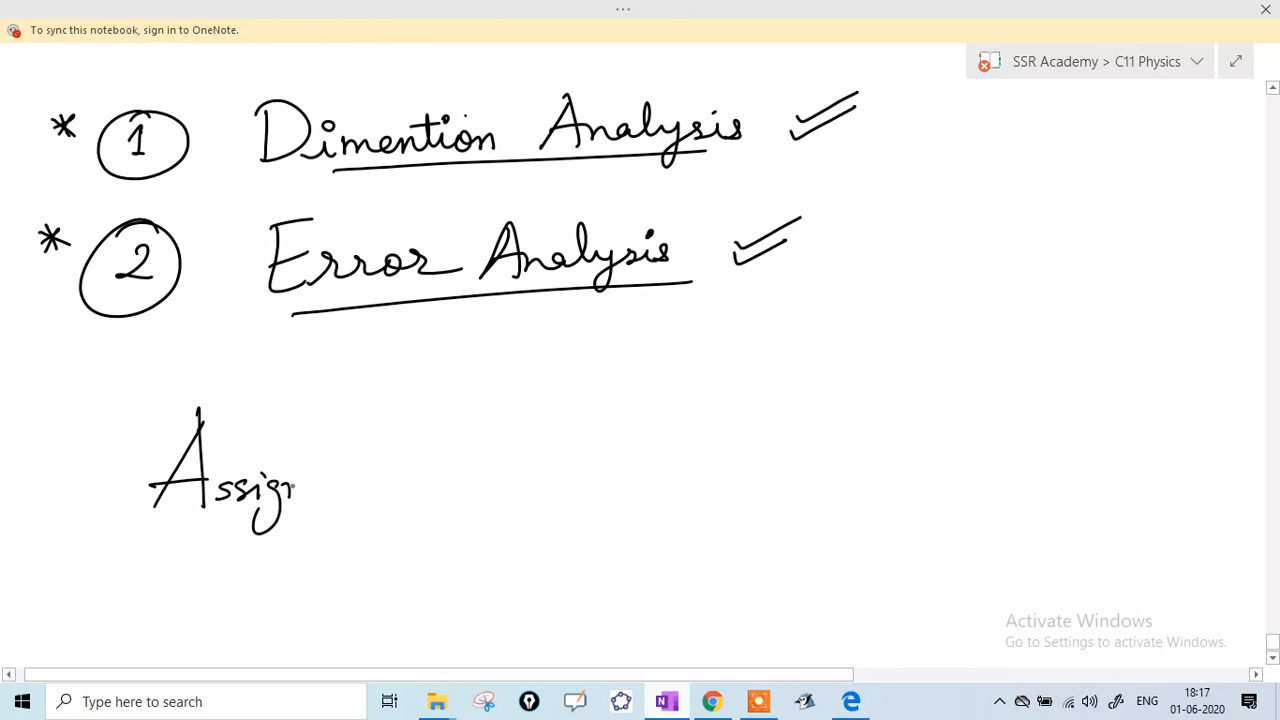 To sync this notebook, sign in to OneNote.
SSR Academy > C11 Physics
* 1 Dimention Analysis
* 2 Error Analysis
Assign
Activate Windows
Go to Settings to activate Windows.
Type here to search
ENG
18:17
01-06-2020